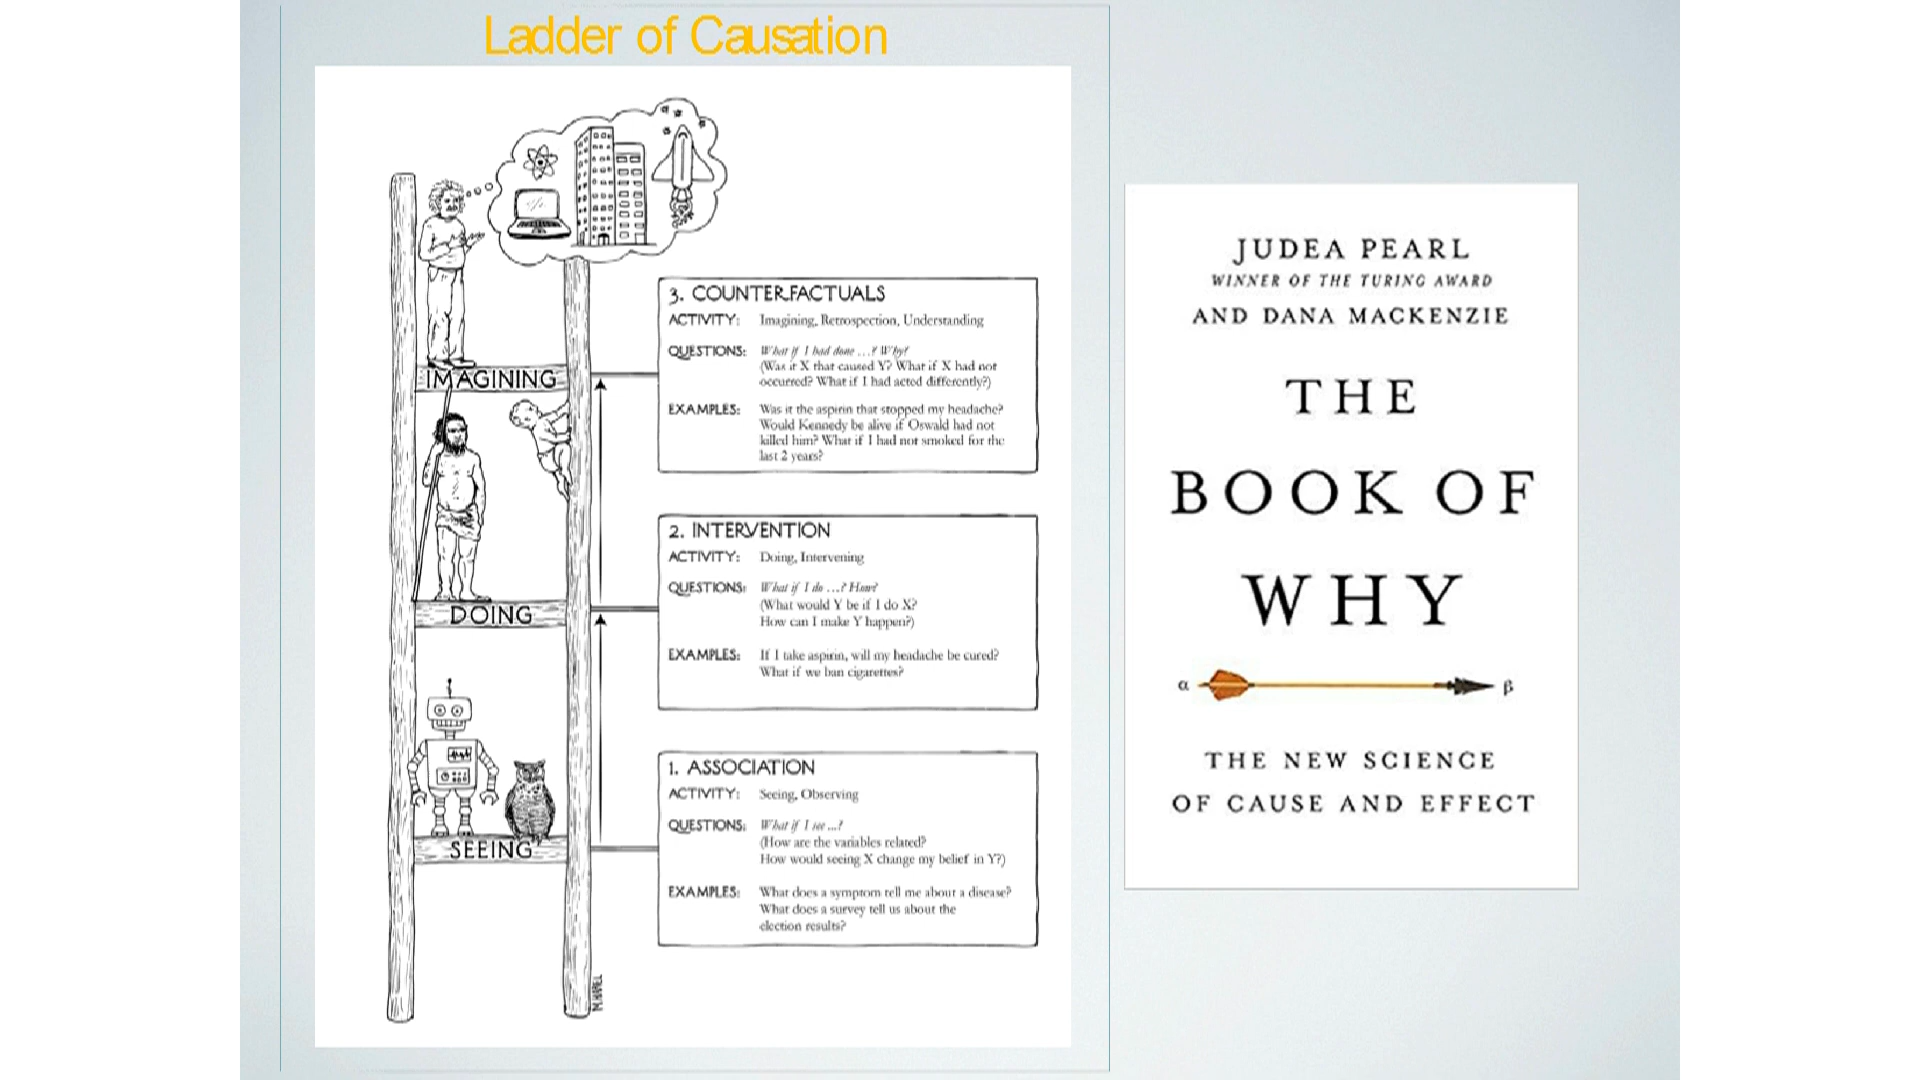 Ladder of Causation
IMAGINING
DOING
SEEING
3. COUNTERFACTUALS
ACTIVITY: Imagining, Retrospection, Understanding
QUESTIONS: What if I had done ...? Why?
(Was it X that caused Y? What if X had not
occurred? What if I had acted differently?)
EXAMPLES: Was it the aspirin that stopped my headache?
Would Kennedy be alive if Oswald had not
killed him? What if I had not smoked for the
last 2 years?
2. INTERVENTION
ACTIVITY: Doing, Intervening
QUESTIONS: What if I do ...? How?
(What would Y be if I do X?
How can I make Y happen?)
EXAMPLES: If I take aspirin, will my headache be cured?
What if we ban cigarettes?
1. ASSOCIATION
ACTIVITY: Seeing, Observing
QUESTIONS: What if I see ...?
(How are the variables related?
How would seeing X change my belief in Y?)
EXAMPLES: What does a symptom tell me about a disease?
What does a survey tell us about the
election results?
JUDEA PEARL
WINNER OF THE TURING AWARD
AND DANA MACKENZIE
THE
BOOK OF
WHY
α β
THE NEW SCIENCE
OF CAUSE AND EFFECT